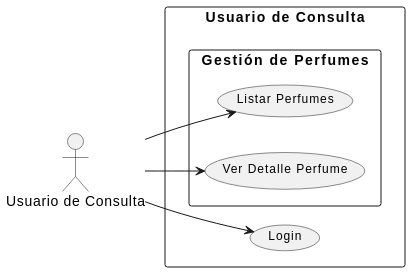 Usuario de Consulta
Gestión de Perfumes
Listar Perfumes
Ver Detalle Perfume
Usuario de Consulta
Login